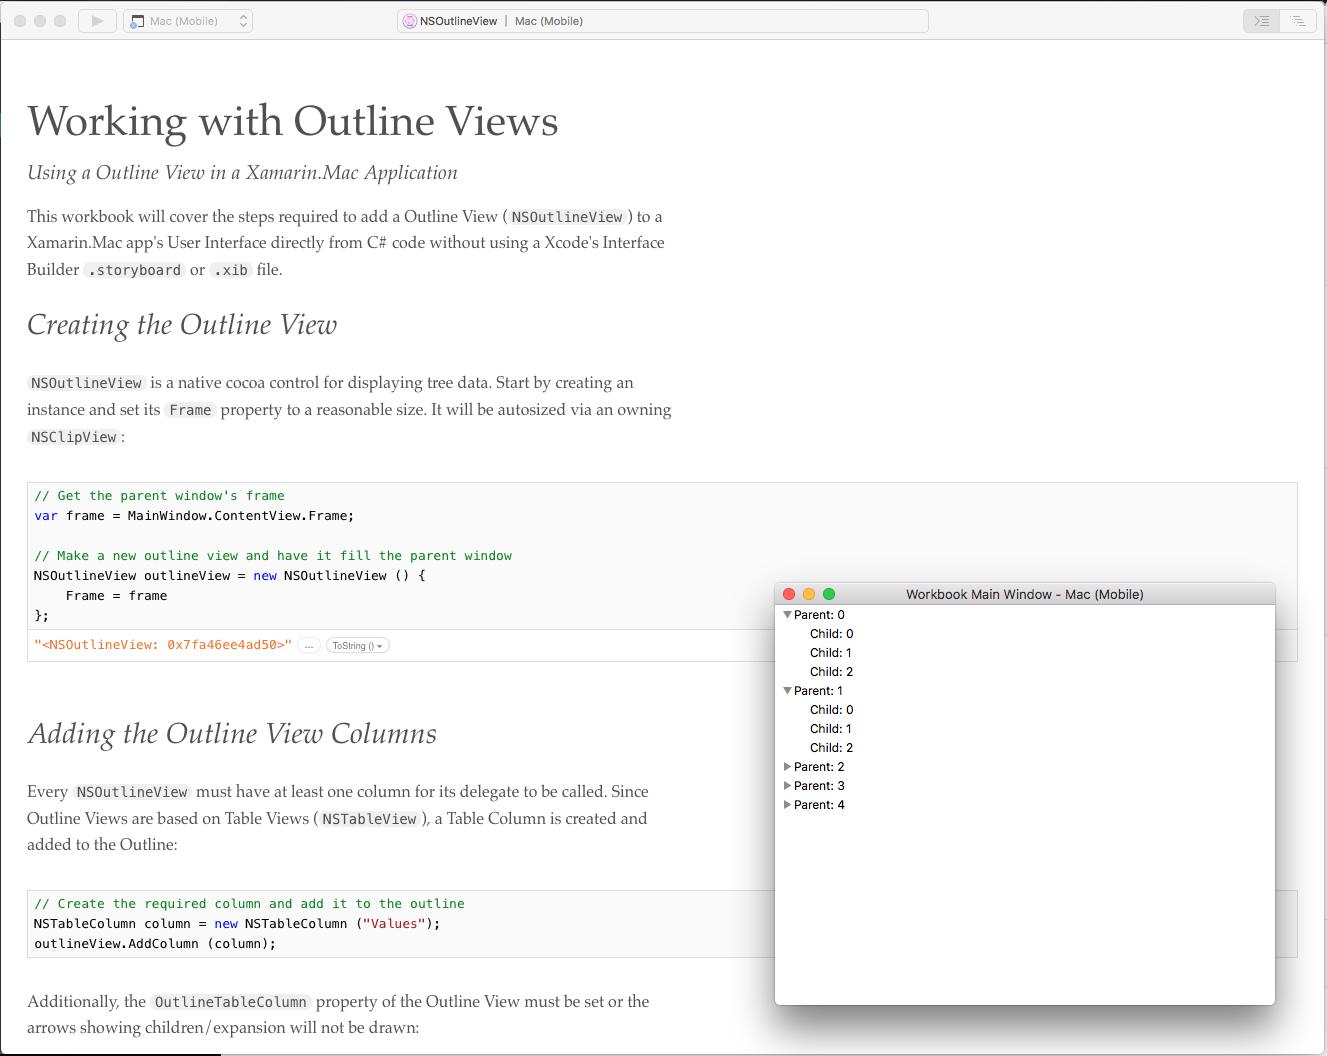 Mac (Mobile)
NSOutlineView | Mac (Mobile)
Working with Outline Views
Using a Outline View in a Xamarin.Mac Application
This workbook will cover the steps required to add a Outline View ( NSOutlineView ) to a
Xamarin.Mac app's User Interface directly from C# code without using a Xcode's Interface
Builder .storyboard or .xib file.
Creating the Outline View
NSOutlineView is a native cocoa control for displaying tree data. Start by creating an
instance and set its Frame property to a reasonable size. It will be autosized via an owning
NSClipView :
// Get the parent window's frame
var frame = MainWindow.ContentView.Frame;
// Make a new outline view and have it fill the parent window
NSOutlineView outlineView = new NSOutlineView () {
Frame = frame
};
"<NSOutlineView: 0x7fa46ee4ad50>" ... ToString ()
Adding the Outline View Columns
Every NSOutlineView must have at least one column for its delegate to be called. Since
Outline Views are based on Table Views ( NSTableView ), a Table Column is created and
added to the Outline:
// Create the required column and add it to the outline
NSTableColumn column = new NSTableColumn ("Values");
outlineView.AddColumn (column);
Additionally, the OutlineTableColumn property of the Outline View must be set or the
arrows showing children/expansion will not be drawn:
Workbook Main Window - Mac (Mobile)
Parent: 0
Child: 0
Child: 1
Child: 2
Parent: 1
Child: 0
Child: 1
Child: 2
Parent: 2
Parent: 3
Parent: 4